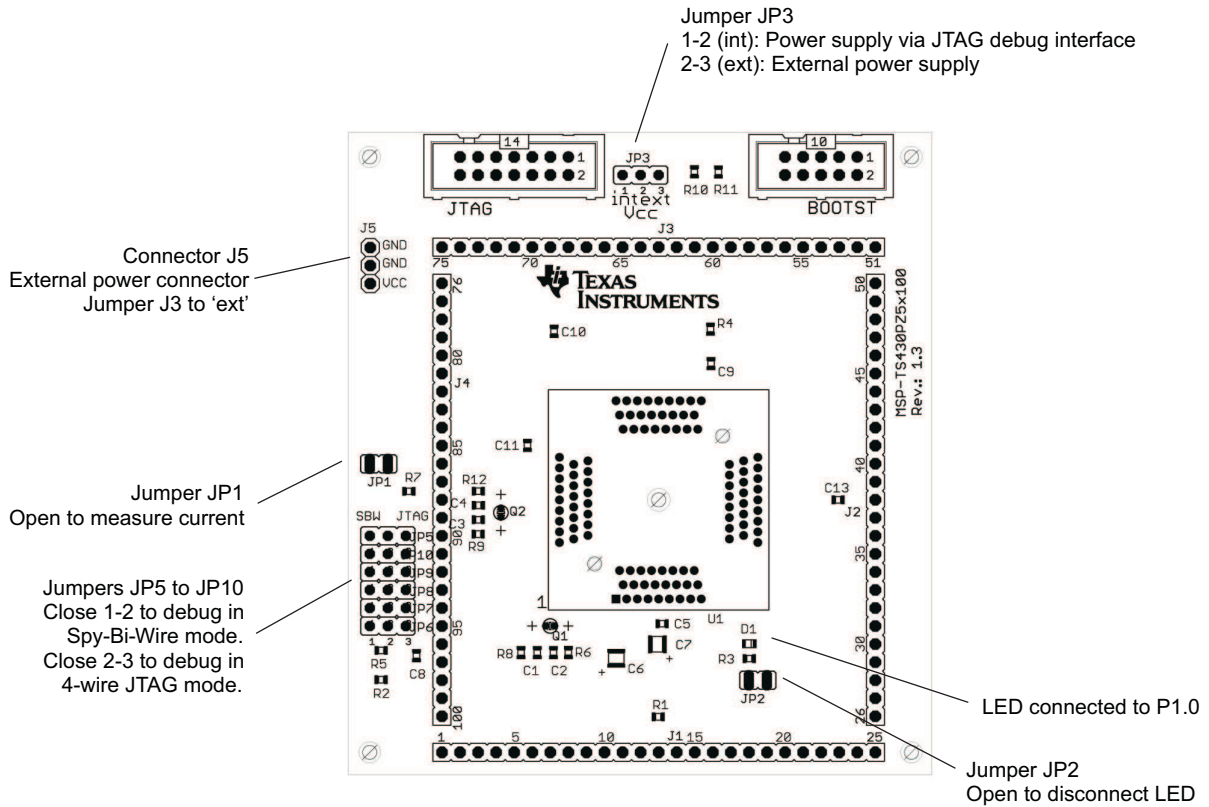 Jumper JP3
1-2 (int): Power supply via JTAG debug interface
2-3 (ext): External power supply
14
1
2
JTAG
JP3
1 2 3
intext
Vcc
R10 R11
10
1
2
BOOTST
J5
GND
GND
VCC
Connector J5
External power connector
Jumper J3 to ‘ext’
J3
75 70 65 60 55 51
TEXAS
INSTRUMENTS
76
80
J4
85
90
95
100
50
45
40
J2
35
30
26
MSP-TS430PZ5x100
Rev.: 1.3
C10
R4
C9
C11
C13
JP1
R7
R12
C4
C3
R9
Q2
Jumper JP1
Open to measure current
SBW JTAG
JP5
JP10
JP9
JP8
JP7
JP6
1 2 3
Jumpers JP5 to JP10
Close 1-2 to debug in
Spy-Bi-Wire mode.
Close 2-3 to debug in
4-wire JTAG mode.
R5
C8
R2
1
U1
Q1
C5
C7
D1
R3
R8 C1 C2 R6
C6
JP2
R1
LED connected to P1.0
1 5 10 J1 15 20 25
Jumper JP2
Open to disconnect LED